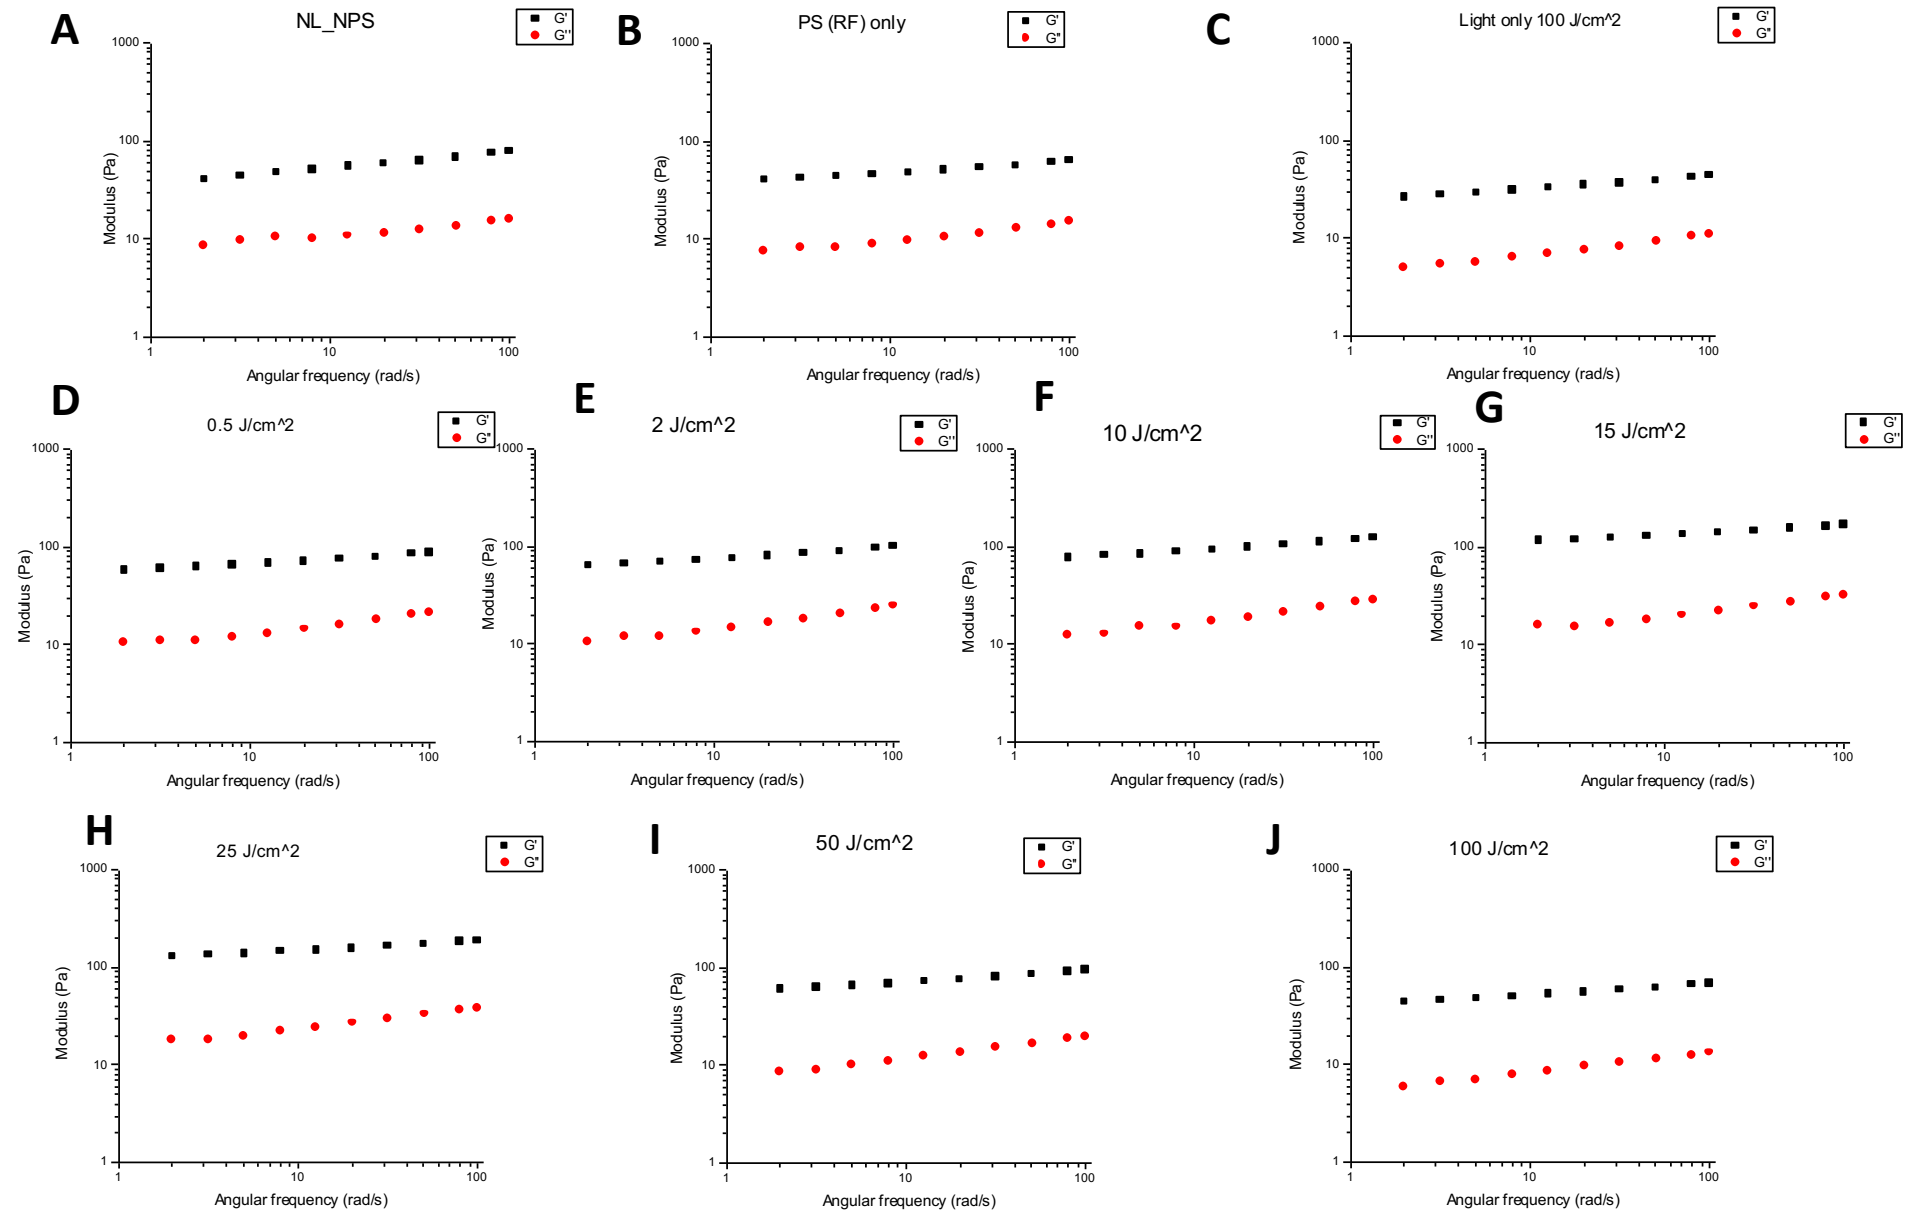 A
NL_NPS
G'
G''
1000
100
10
1
1
10
100
Modulus (Pa)
Angular frequency (rad/s)
B
PS (RF) only
G'
G"
1000
100
10
1
1
10
100
Modulus (Pa)
Angular frequency (rad/s)
C
Light only 100 J/cm^2
G'
G"
1000
100
10
1
1
10
100
Modulus (Pa)
Angular frequency (rad/s)
D
0.5 J/cm^2
G'
G"
1000
100
10
1
1
10
100
Modulus (Pa)
Angular frequency (rad/s)
E
2 J/cm^2
G'
G''
1000
100
10
1
1
10
100
Modulus (Pa)
Angular frequency (rad/s)
F
10 J/cm^2
G'
G''
1000
100
10
1
1
10
100
Modulus (Pa)
Angular frequency (rad/s)
G
15 J/cm^2
G'
G''
1000
100
10
1
1
10
100
Modulus (Pa)
Angular frequency (rad/s)
H
25 J/cm^2
G'
G"
1000
100
10
1
1
10
100
Modulus (Pa)
Angular frequency (rad/s)
I
50 J/cm^2
G'
G"
1000
100
10
1
1
10
100
Modulus (Pa)
Angular frequency (rad/s)
J
100 J/cm^2
G'
G''
1000
100
10
1
1
10
100
Modulus (Pa)
Angular frequency (rad/s)